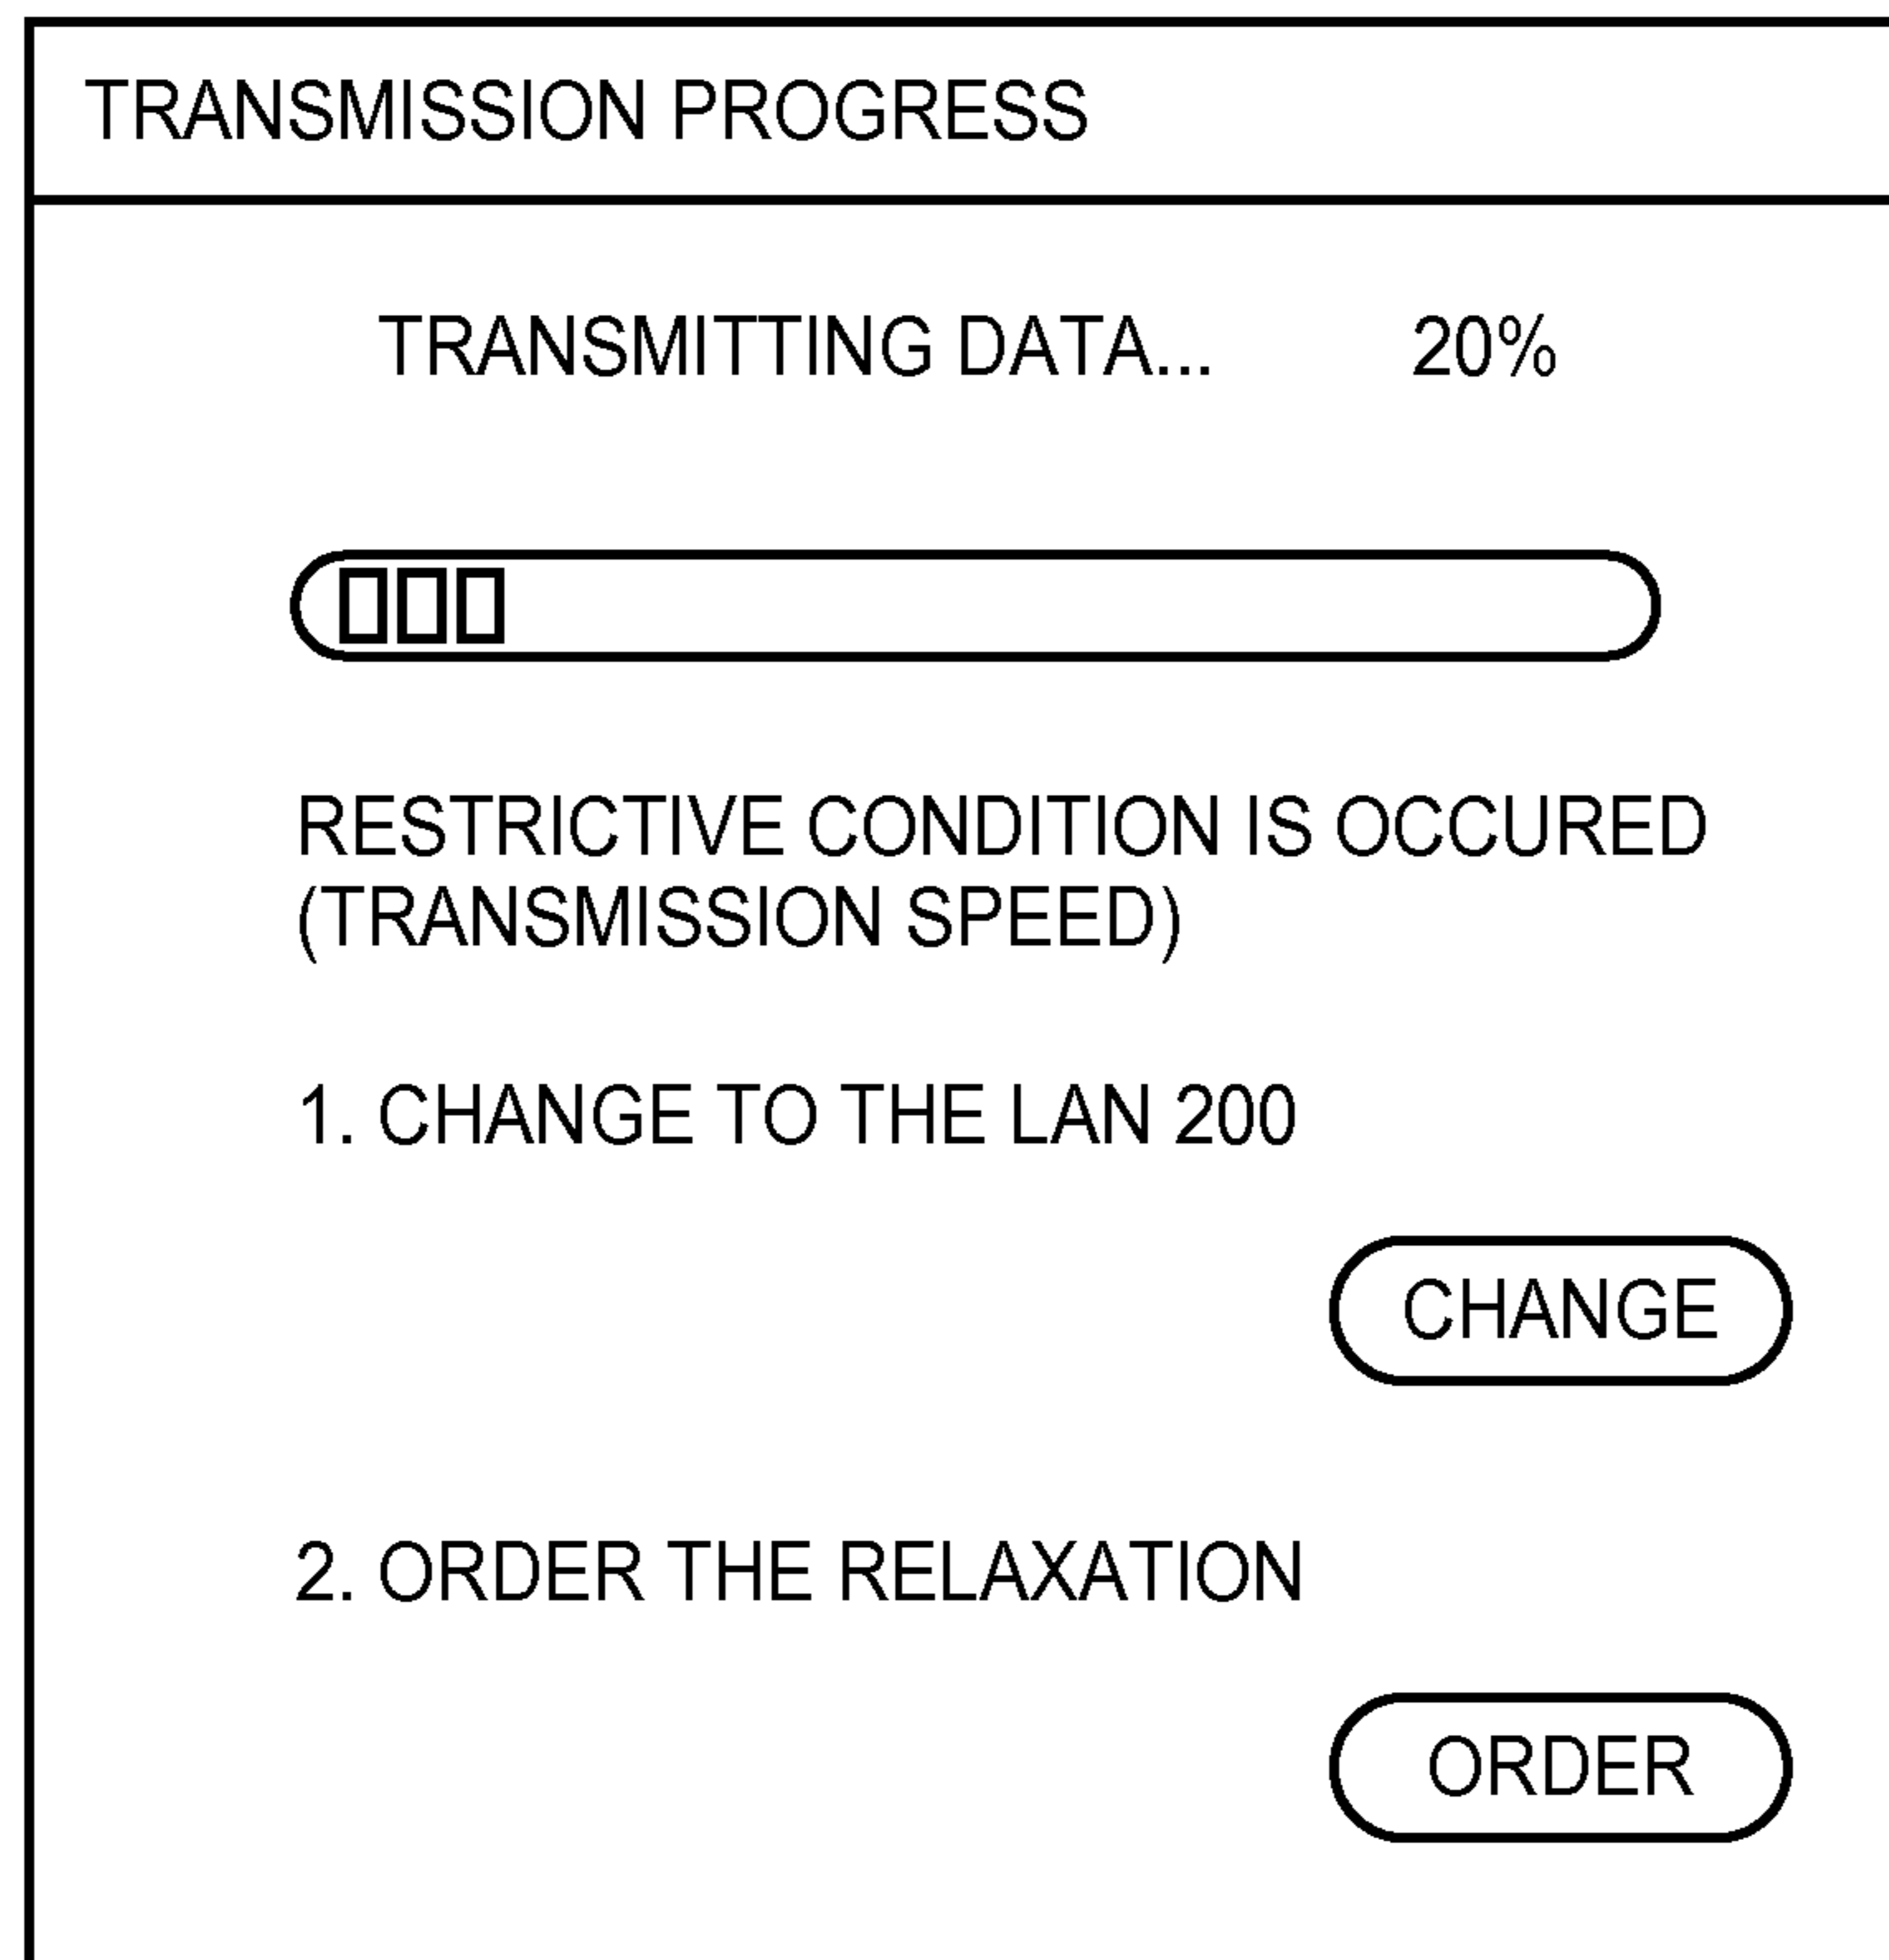 TRANSMISSION PROGRESS
TRANSMITTING DATA... 20%
RESTRICTIVE CONDITION IS OCCURED
(TRANSMISSION SPEED)
1. CHANGE TO THE LAN 200
CHANGE
2. ORDER THE RELAXATION
ORDER